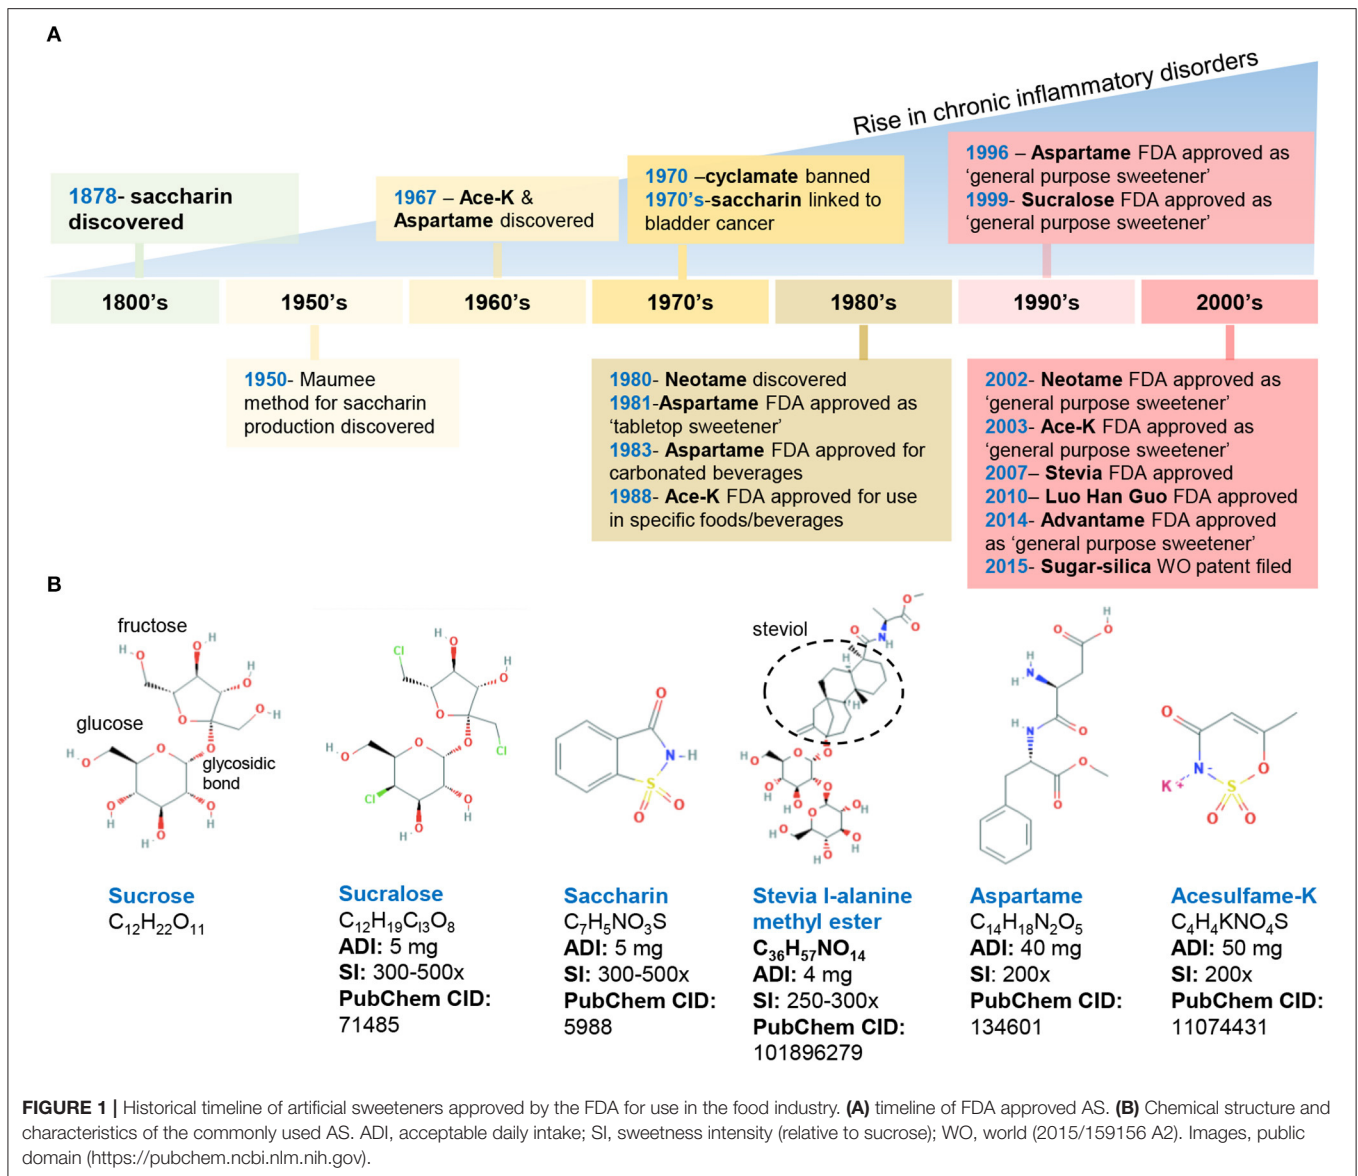 A
Rise in chronic inflammatory disorders
1878- saccharin
discovered
1967 – Ace-K &
Aspartame discovered
1970 –cyclamate banned
1970's-saccharin linked to
bladder cancer
1996 – Aspartame FDA approved as
‘general purpose sweetener’
1999- Sucralose FDA approved as
‘general purpose sweetener’
1800’s
1950’s
1960’s
1970’s
1980’s
1990’s
2000’s
1950- Maumee
method for saccharin
production discovered
1980- Neotame discovered
1981-Aspartame FDA approved as
‘tabletop sweetener’
1983- Aspartame FDA approved for
carbonated beverages
1988- Ace-K FDA approved for use
in specific foods/beverages
2002- Neotame FDA approved as
‘general purpose sweetener’
2003- Ace-K FDA approved as
‘general purpose sweetener’
2007– Stevia FDA approved
2010– Luo Han Guo FDA approved
2014- Advantame FDA approved
as ‘general purpose sweetener’
2015- Sugar-silica WO patent filed
B
fructose
glucose
glycosidic
bond
steviol
Sucrose
C12H22O11
Sucralose
C12H19Cl3O8
ADI: 5 mg
SI: 300-500x
PubChem CID:
71485
Saccharin
C7H5NO3S
ADI: 5 mg
SI: 300-500x
PubChem CID:
5988
Stevia l-alanine
methyl ester
C36H57NO14
ADI: 4 mg
SI: 250-300x
PubChem CID:
101896279
Aspartame
C14H18N2O5
ADI: 40 mg
SI: 200x
PubChem CID:
134601
Acesulfame-K
C4H4KNO4S
ADI: 50 mg
SI: 200x
PubChem CID:
11074431
FIGURE 1 | Historical timeline of artificial sweeteners approved by the FDA for use in the food industry. (A) timeline of FDA approved AS. (B) Chemical structure and
characteristics of the commonly used AS. ADI, acceptable daily intake; SI, sweetness intensity (relative to sucrose); WO, world (2015/159156 A2). Images, public
domain (https://pubchem.ncbi.nlm.nih.gov).